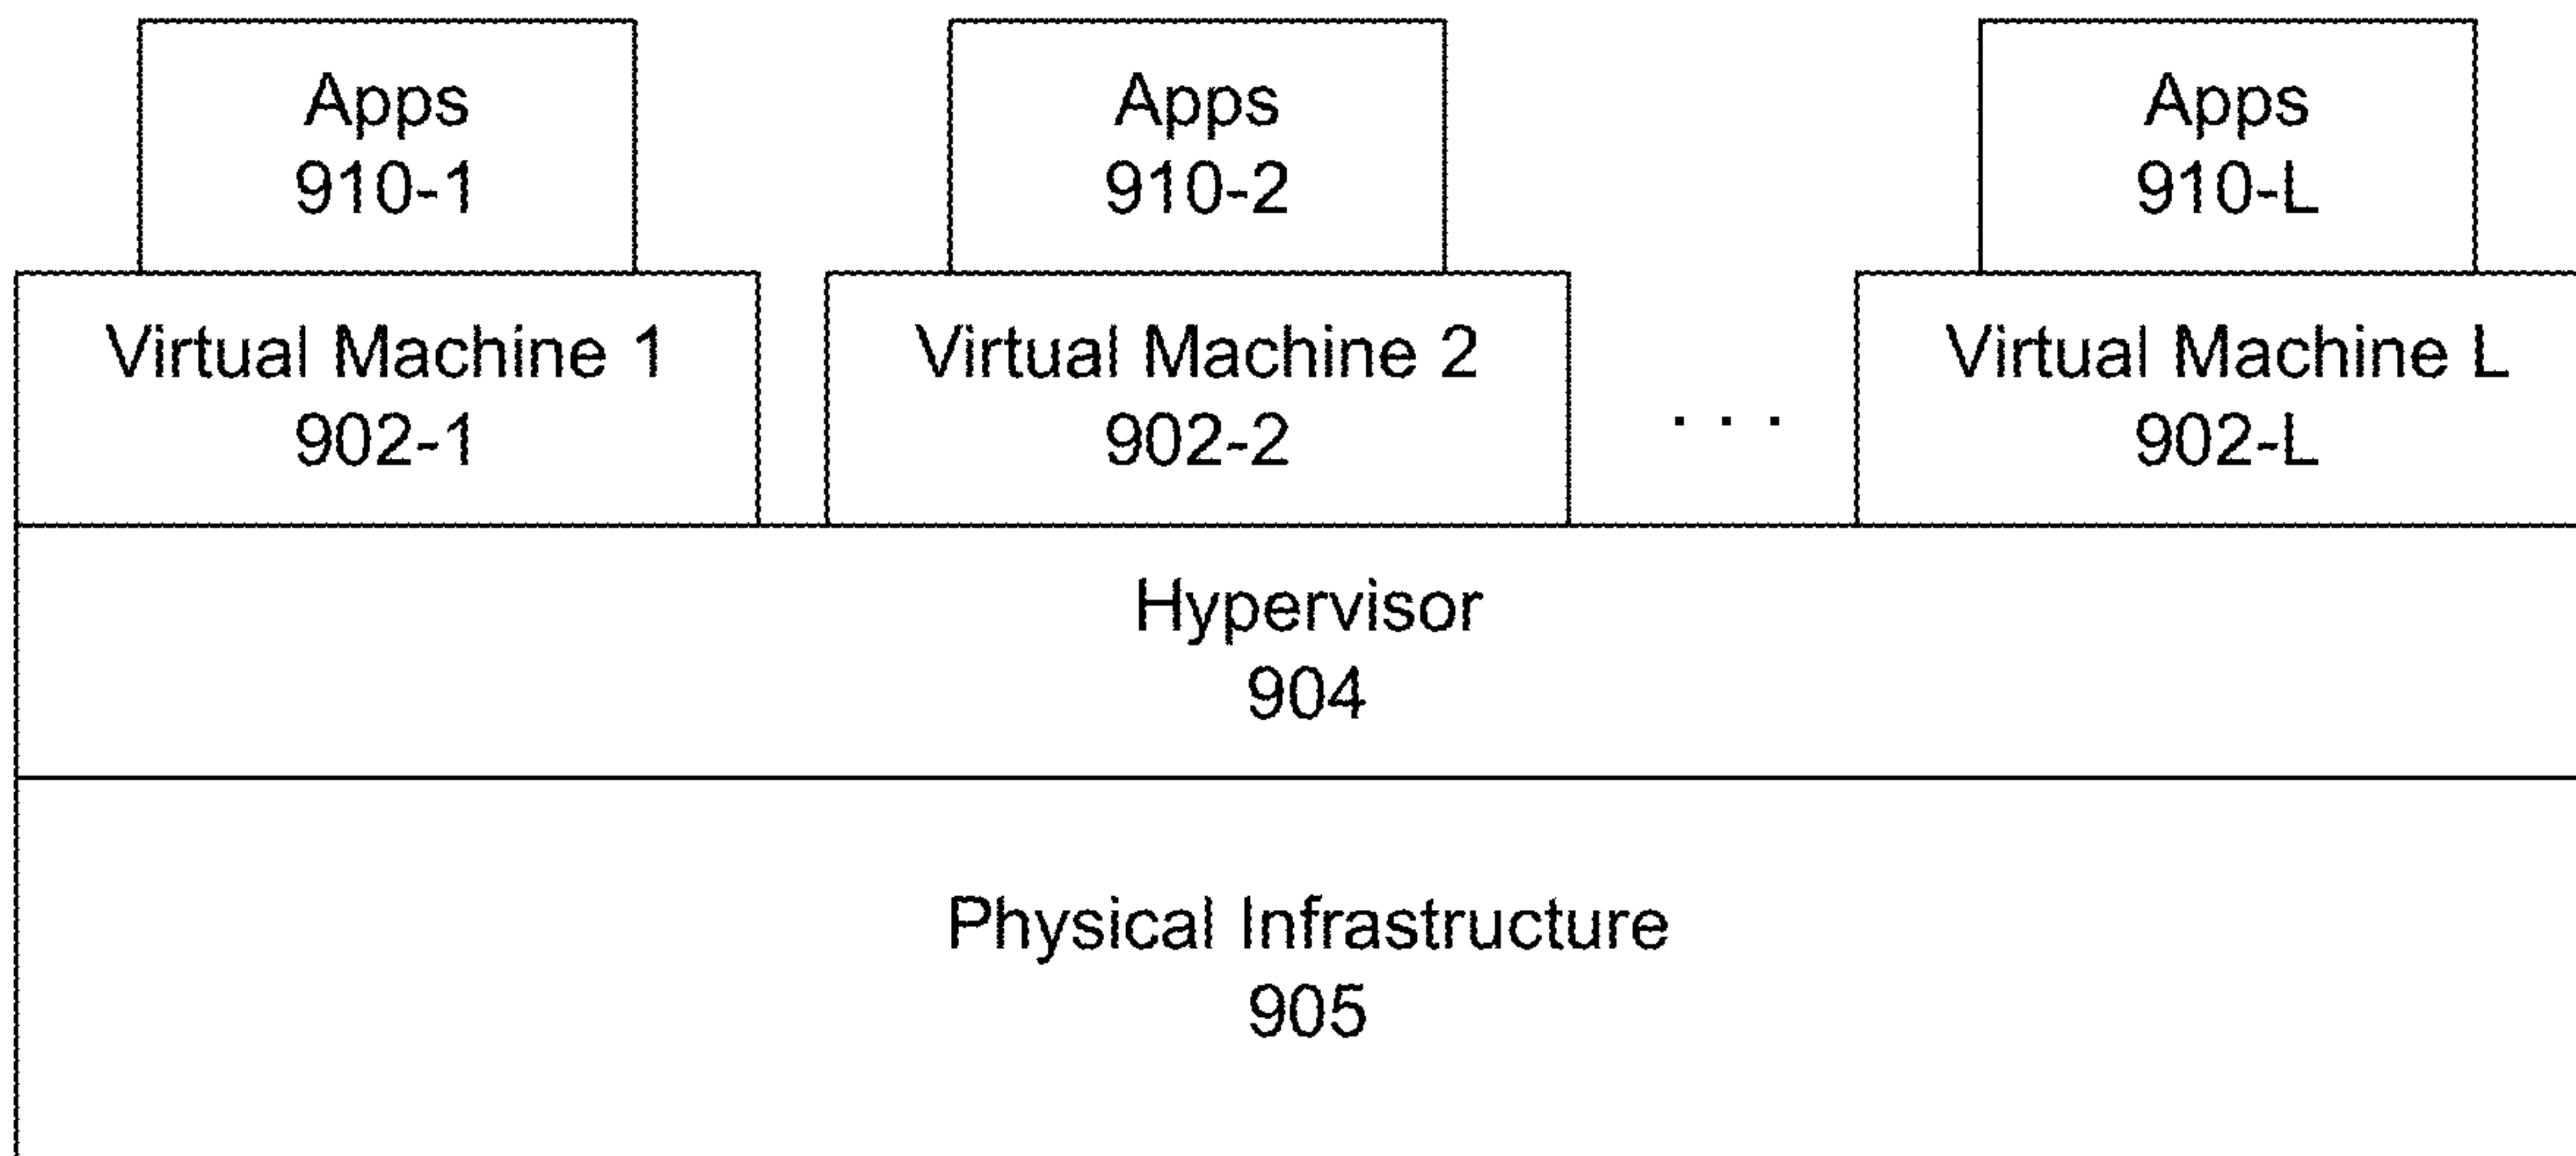 Apps
910-1
Apps
910-2
Apps
910-L
Virtual Machine 1
902-1
Virtual Machine 2
902-2
. . .
Virtual Machine L
902-L
Hypervisor
904
Physical Infrastructure
905